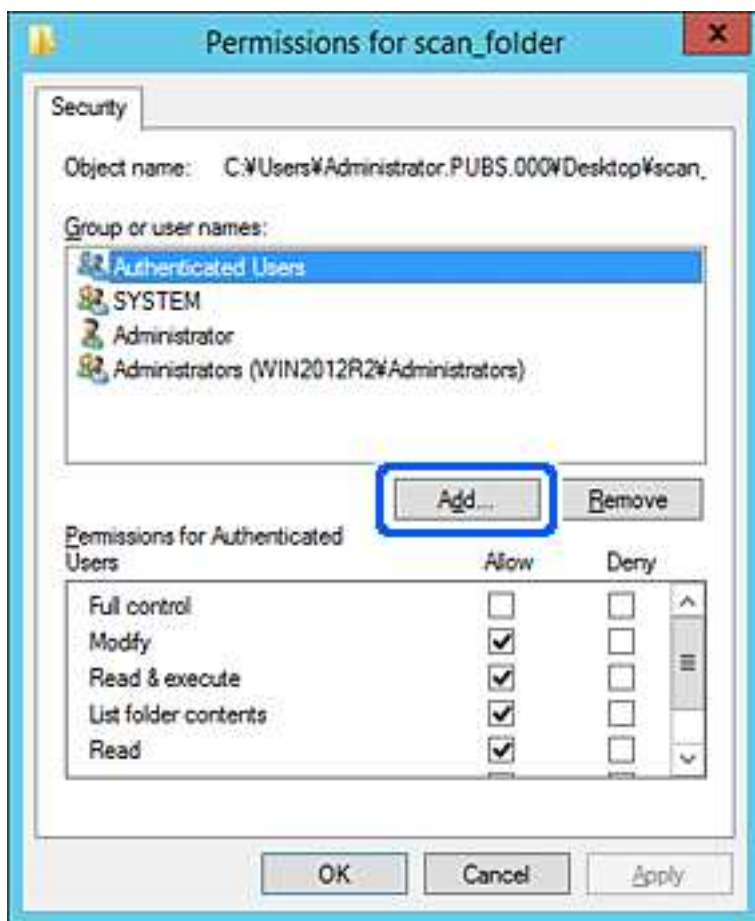 Permissions for scan_folder
Security
Object name: C:¥Users¥Administrator.PUBS.000¥Desktop¥scan_
Group or user names:
Authenticated Users
SYSTEM
Administrator
Administrators (WIN2012R2¥Administrators)
Add... Remove
Permissions for Authenticated
Users Allow Deny
Full control
Modify
Read & execute
List folder contents
Read
OK Cancel Apply